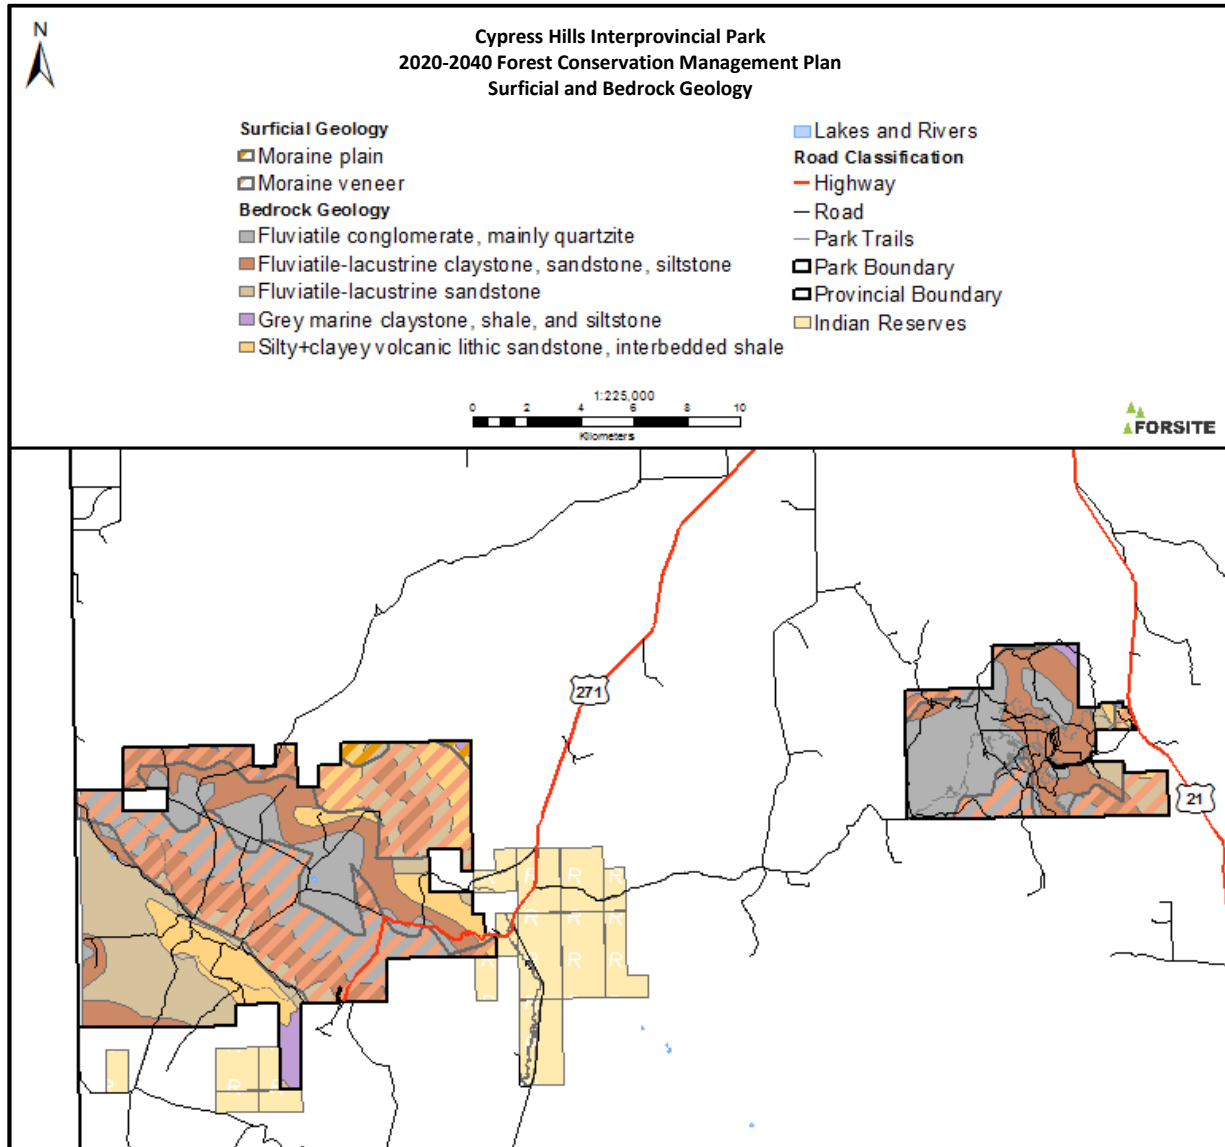 N
Cypress Hills Interprovincial Park
2020-2040 Forest Conservation Management Plan
Surficial and Bedrock Geology
Surficial Geology
Moraine plain
Moraine veneer
Bedrock Geology
Fluviatile conglomerate, mainly quartzite
Fluviatile-lacustrine claystone, sandstone, siltstone
Fluviatile-lacustrine sandstone
Grey marine claystone, shale, and siltstone
Silty+clayey volcanic lithic sandstone, interbedded shale
Lakes and Rivers
Road Classification
Highway
Road
Park Trails
Park Boundary
Provincial Boundary
Indian Reserves
1:225,000
0 2 4 6 8 10
Kilometers
FORSITE
271
21
R R R R
R R R
R R R R
R R
R R